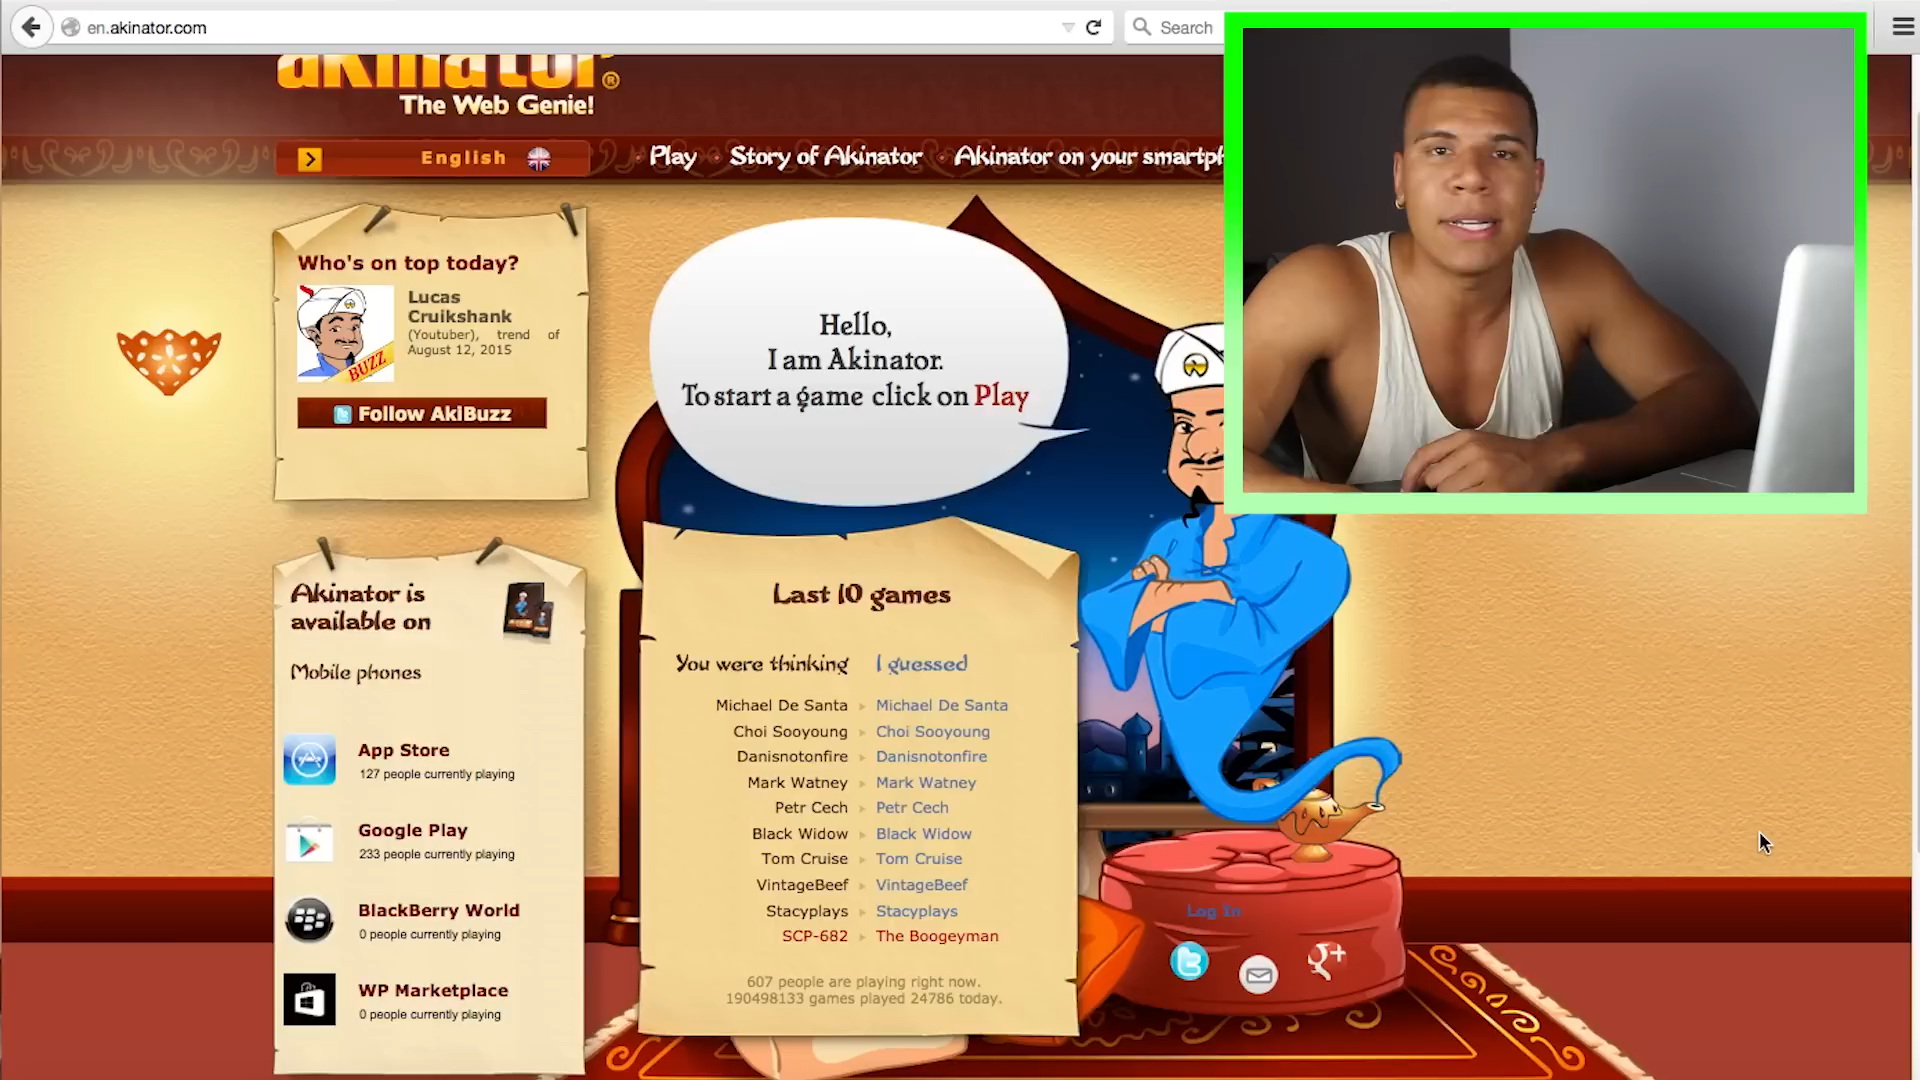 en.akinator.com
Search
akinator®
The Web Genie!
English
Play
Story of Akinator
Akinator on your smartph
Who's on top today?
Lucas
Cruikshank
(Youtuber), trend of
August 12, 2015
BUZZ
Follow AkiBuzz
Hello,
I am Akinator.
To start a game click on Play
Akinator is
available on
Mobile phones
App Store
127 people currently playing
Google Play
233 people currently playing
BlackBerry World
0 people currently playing
WP Marketplace
0 people currently playing
Last 10 games
You were thinking I guessed
Michael De Santa Michael De Santa
Choi Sooyoung Choi Sooyoung
Danisnotonfire Danisnotonfire
Mark Watney Mark Watney
Petr Cech Petr Cech
Black Widow Black Widow
Tom Cruise Tom Cruise
VintageBeef VintageBeef
Stacyplays Stacyplays
SCP-682 The Boogeyman
607 people are playing right now.
190498133 games played 24786 today.
Log In
g+